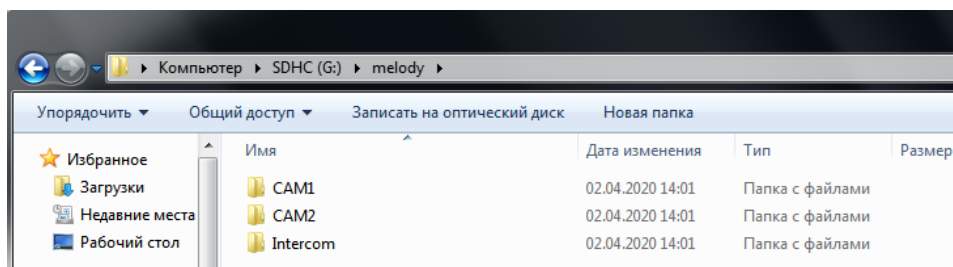 Компьютер ▸ SDHC (G:) ▸ melody ▸
Упорядочить ▾ Общий доступ ▾ Записать на оптический диск Новая папка
Избранное Имя Дата изменения Тип Размер
Загрузки CAM1 02.04.2020 14:01 Папка с файлами
Недавние места CAM2 02.04.2020 14:01 Папка с файлами
Рабочий стол Intercom 02.04.2020 14:01 Папка с файлами